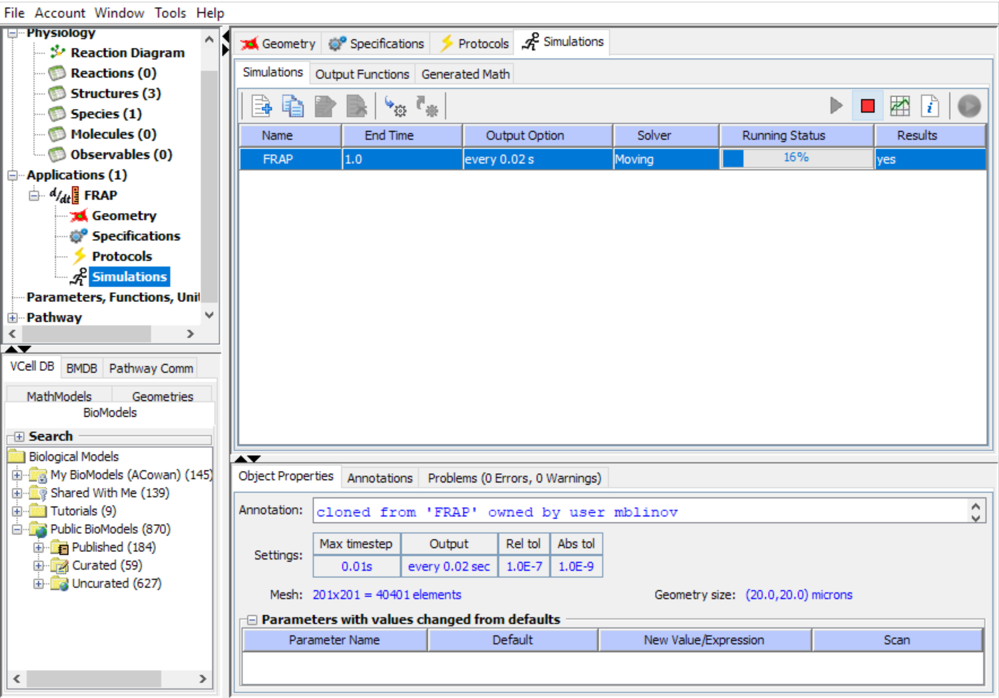 File Account Window Tools Help
Physiology
Reaction Diagram
Reactions (0)
Structures (3)
Species (1)
Molecules (0)
Observables (0)
Applications (1)
d/dt FRAP
Geometry
Specifications
Protocols
Simulations
Parameters, Functions, Uni
Pathway
VCell DB BMDB Pathway Comm
MathModels Geometries
BioModels
Search
Biological Models
My BioModels (ACowan) (145)
Shared With Me (139)
Tutorials (9)
Public BioModels (870)
Published (184)
Curated (59)
Uncurated (627)
Geometry Specifications Protocols Simulations
Simulations Output Functions Generated Math
Name End Time Output Option Solver Running Status Results
FRAP 1.0 every 0.02 s Moving 16% yes
Object Properties Annotations Problems (0 Errors, 0 Warnings)
Annotation: cloned from 'FRAP' owned by user mblinov
Settings: Max timestep Output Rel tol Abs tol
0.01s every 0.02 sec 1.0E-7 1.0E-9
Mesh: 201x201 = 40401 elements Geometry size: (20.0,20.0) microns
Parameters with values changed from defaults
Parameter Name Default New Value/Expression Scan